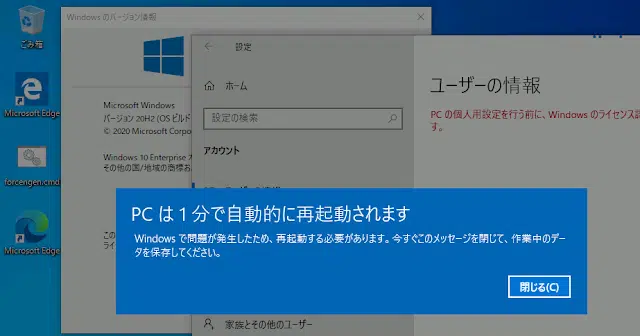 ごみ箱
Microsoft Edge
forcengenicmd
Microsoft Edge
Windows のバージョン情報
Microsoft Windows
バージョン 20H2 (OS ビルド
© 2020 Microsoft Corpo
Windows 10 Enterprise
その他の国/地域の商標お
この
ライ
設定
ホーム
設定の検索
アカウント
家族とその他のユーザー
ユーザーの情報
PC の個人用設定を行う前に、Windows のライセンス認
す。
PC は 1 分で自動的に再起動されます
Windows で問題が発生したため、再起動する必要があります。今すぐこのメッセージを閉じて、作業中のデー
タを保存してください。
閉じる(C)